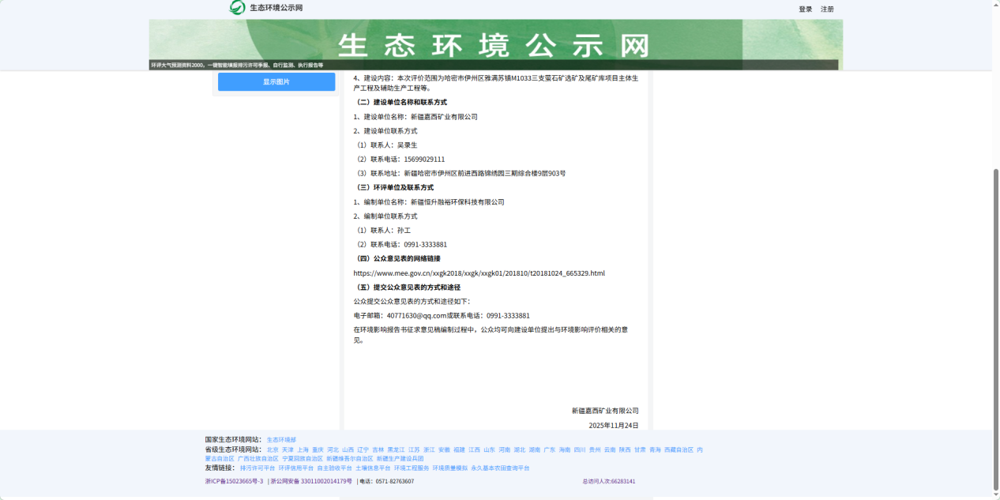 生态环境公示网
登录 注册
生态环境公示网
环评大气预测资料2000，一键智能填报排污许可季报、自行监测、执行报告等
显示图片
4、建设内容：本次评价范围为哈密市伊州区雅满苏镇M1033三支萤石矿选矿及尾矿库项目主体生
产工程及辅助生产工程等。
（二）建设单位名称和联系方式
1、建设单位名称：新疆嘉西矿业有限公司
2、建设单位联系方式
（1）联系人：吴录生
（2）联系电话：15699029111
（3）联系地址：新疆哈密市伊州区前进西路锦绣园三期综合楼9层903号
（三）环评单位及联系方式
1、编制单位名称：新疆恒升融裕环保科技有限公司
2、编制单位联系方式
（1）联系人：孙工
（2）联系电话：0991-3333881
（四）公众意见表的网络链接
https://www.mee.gov.cn/xxgk2018/xxgk/xxgk01/201810/t20181024_665329.html
（五）提交公众意见表的方式和途径
公众提交公众意见表的方式和途径如下：
电子邮箱：40771630@qq.com或联系电话：0991-3333881
在环境影响报告书征求意见稿编制过程中，公众均可向建设单位提出与环境影响评价相关的意
见。
新疆嘉西矿业有限公司
2025年11月24日
国家生态环境网站： 生态环境部
省级生态环境网站： 北京 天津 上海 重庆 河北 山西 辽宁 吉林 黑龙江 江苏 浙江 安徽 福建 江西 山东 河南 湖北 湖南 广东 海南 四川 贵州 云南 陕西 甘肃 青海 西藏自治区 内
蒙古自治区 广西壮族自治区 宁夏回族自治区 新疆维吾尔自治区 新疆生产建设兵团
友情链接： 排污许可平台 环评信用平台 自主验收平台 土壤信息平台 环境工程服务 环境质量模拟 永久基本农田查询平台
浙ICP备15023665号-3 | 浙公网安备 33011002014179号 | 电话：0571-82763607 总访问人次:66283141